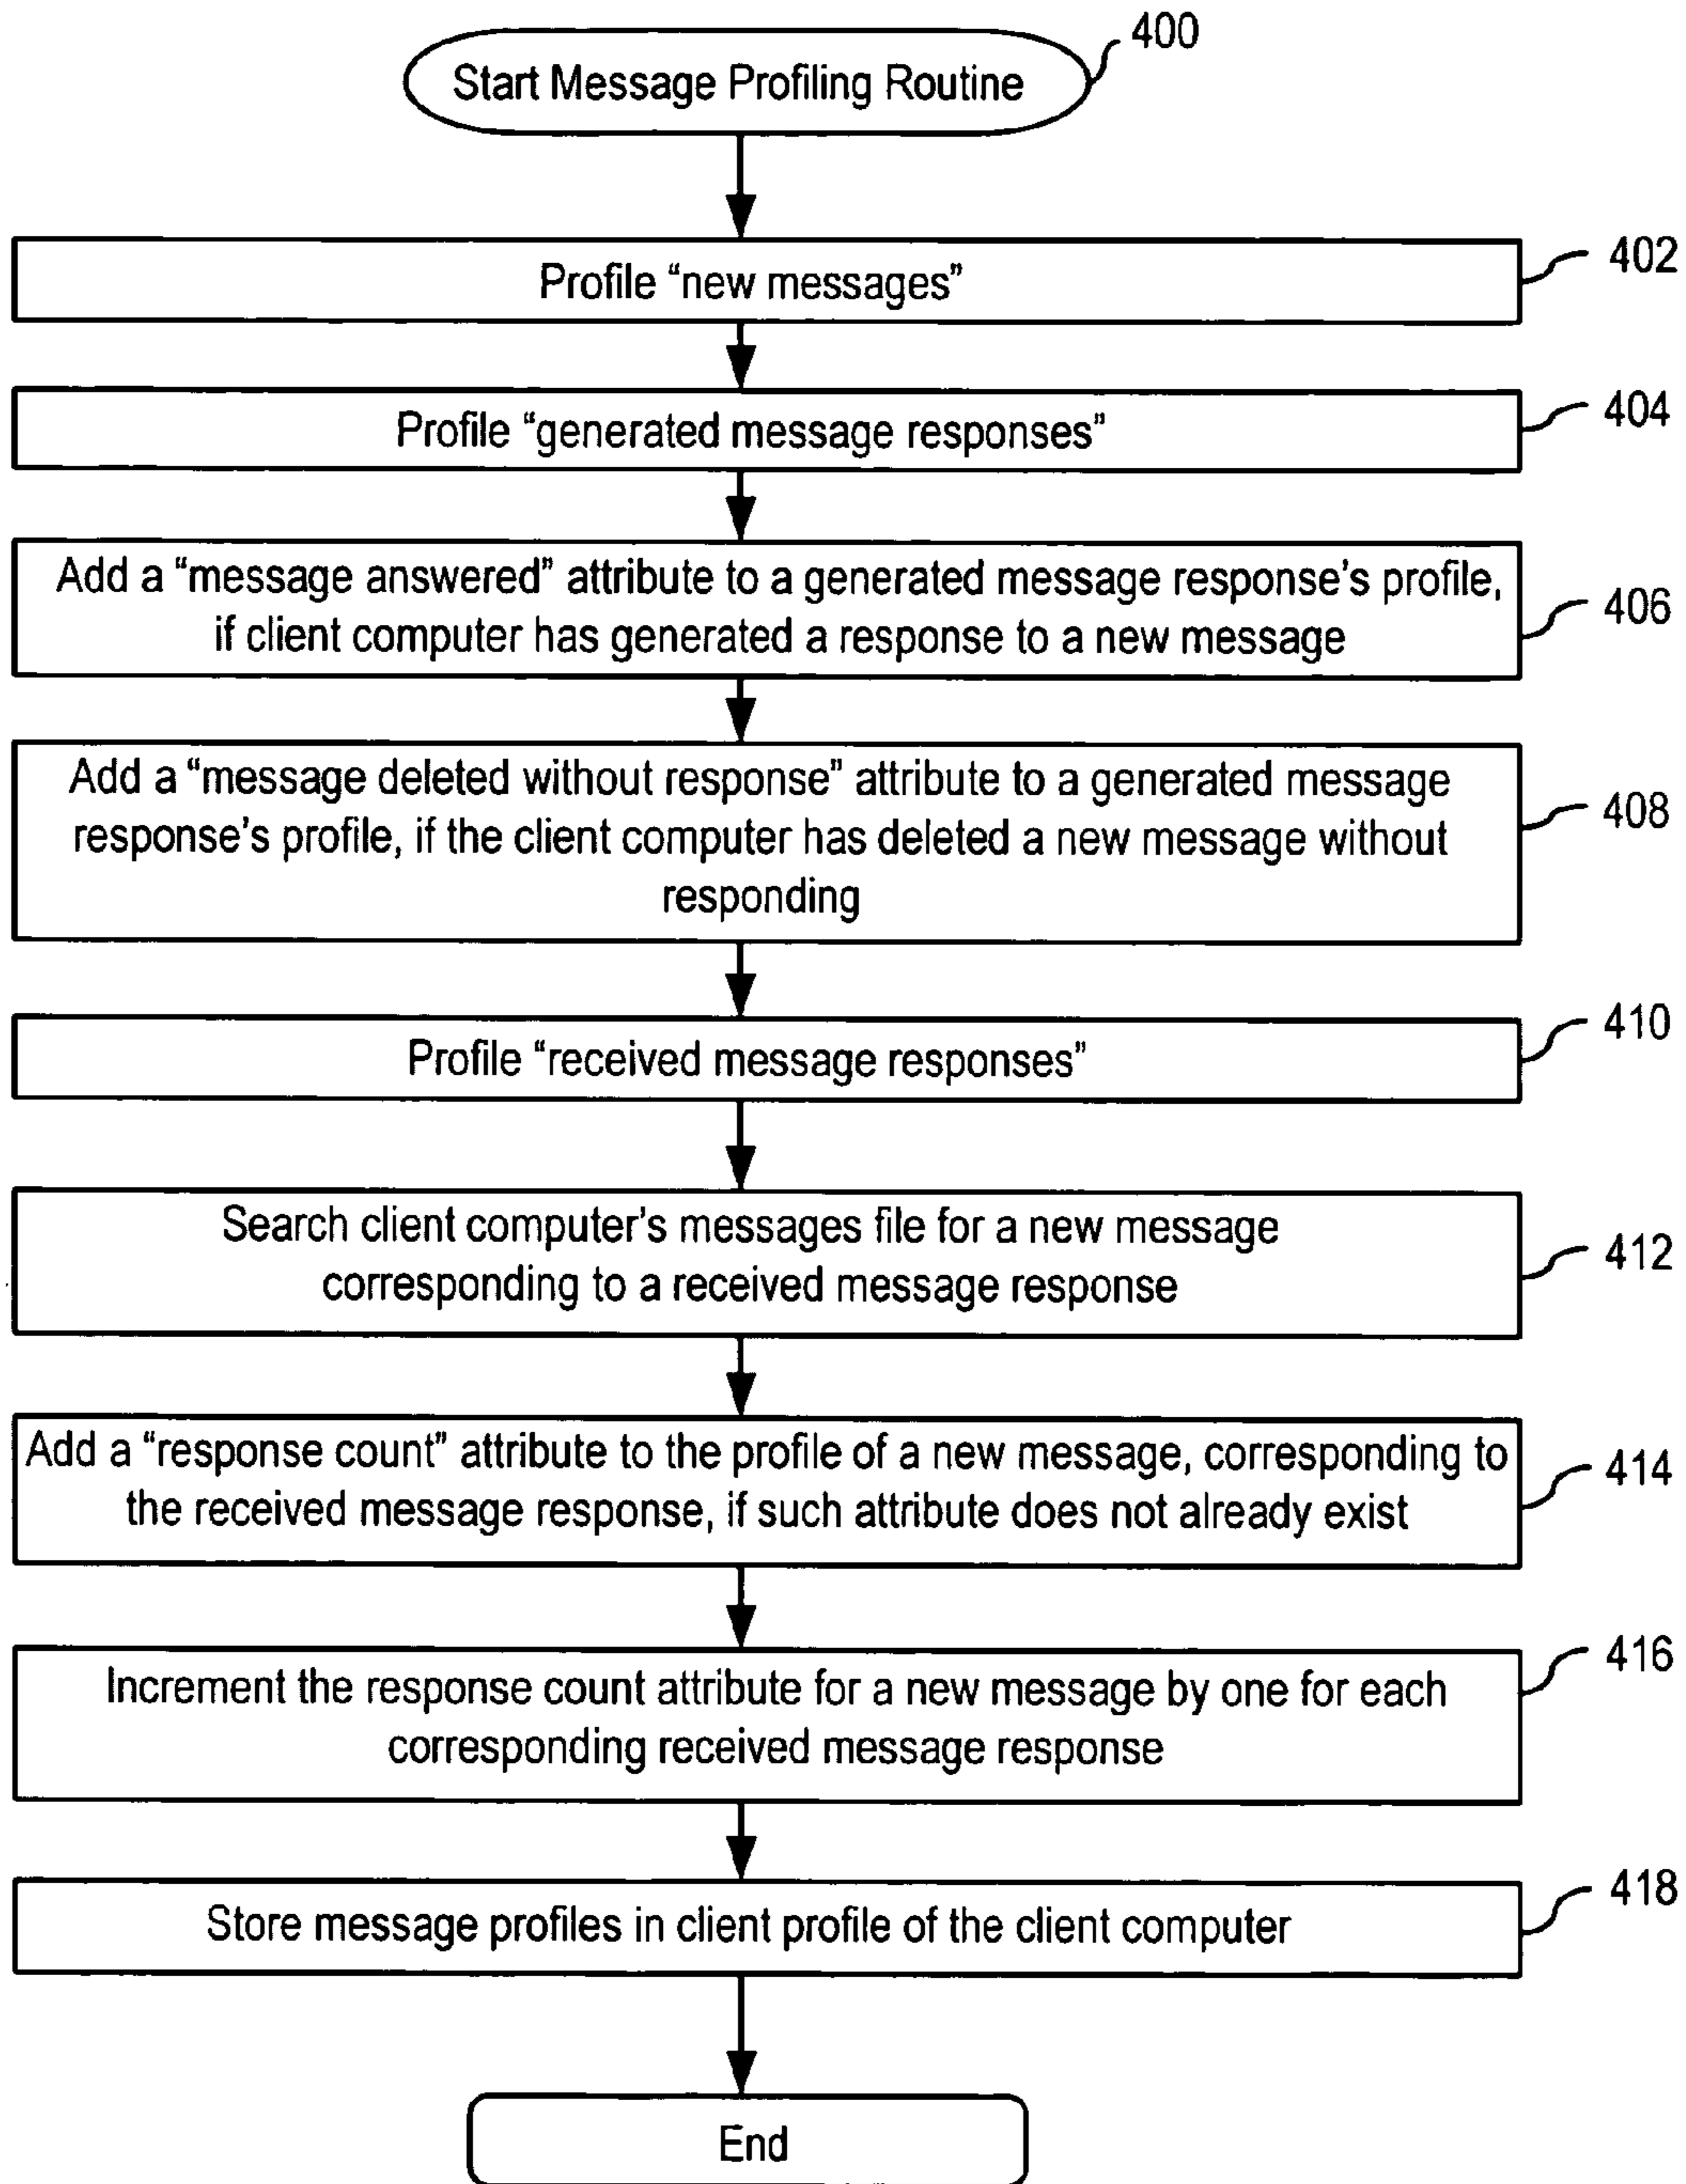 400
Start Message Profiling Routine
402
Profile “new messages”
404
Profile “generated message responses”
Add a “message answered” attribute to a generated message response’s profile,
if client computer has generated a response to a new message
406
Add a “message deleted without response” attribute to a generated message
response’s profile, if the client computer has deleted a new message without
responding
408
410
Profile “received message responses”
Search client computer’s messages file for a new message
corresponding to a received message response
412
Add a “response count” attribute to the profile of a new message, corresponding to
the received message response, if such attribute does not already exist
414
416
Increment the response count attribute for a new message by one for each
corresponding received message response
418
Store message profiles in client profile of the client computer
End